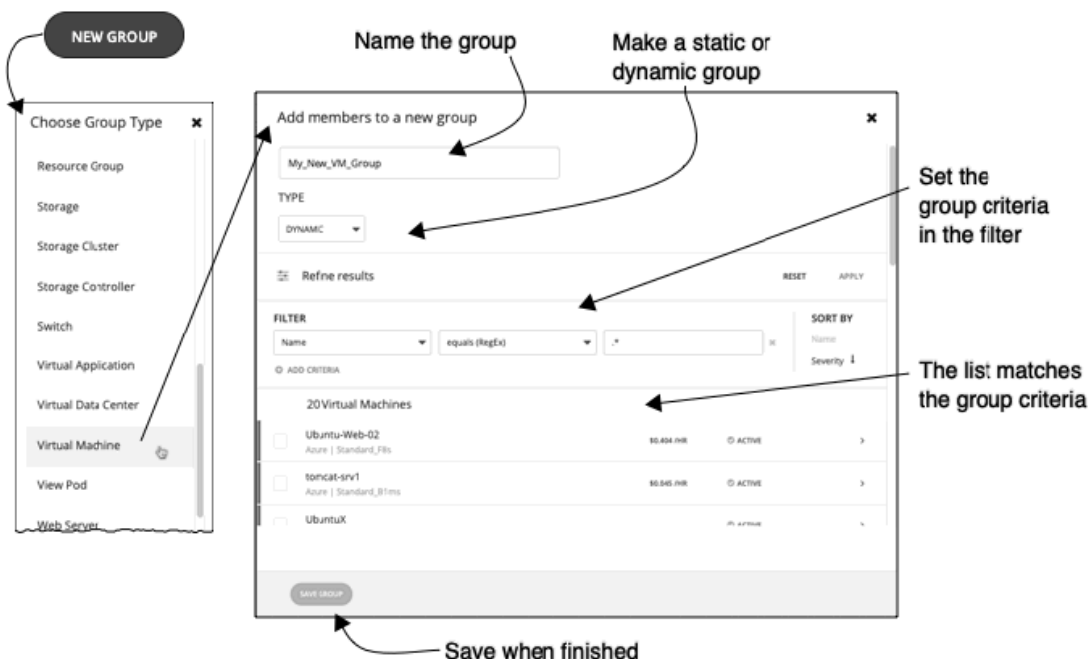 NEW GROUP
Name the group
Make a static or
dynamic group
Choose Group Type
Resource Group
Storage
Storage Cluster
Storage Controller
Switch
Virtual Application
Virtual Data Center
Virtual Machine
View Pod
Web Server
Add members to a new group
My_New_VM_Group
TYPE
DYNAMIC
Refine results
RESET APPLY
Set the
group criteria
in the filter
FILTER
Name equals (RegEx) .*
ADD CRITERIA
SORT BY
Name
Severity
The list matches
the group criteria
20 Virtual Machines
Ubuntu-Web-02 $0.404 /HR ACTIVE
Azure | Standard_F8s
tomcat-srv1 $0.045 /HR ACTIVE
Azure | Standard_B1ms
UbuntuX ACTIVE
SAVE GROUP
Save when finished